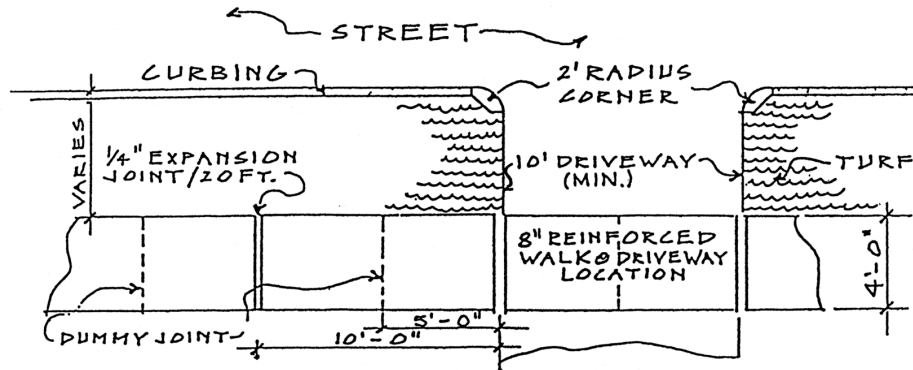 STREET
CURBING
2' RADIUS
CORNER
VARIES
1/4" EXPANSION
JOINT/20 FT.
10' DRIVEWAY
(MIN.)
TURF
8" REINFORCED
WALK @ DRIVEWAY
LOCATION
4'-0"
5'-0"
DUMMY JOINT
10'-0"